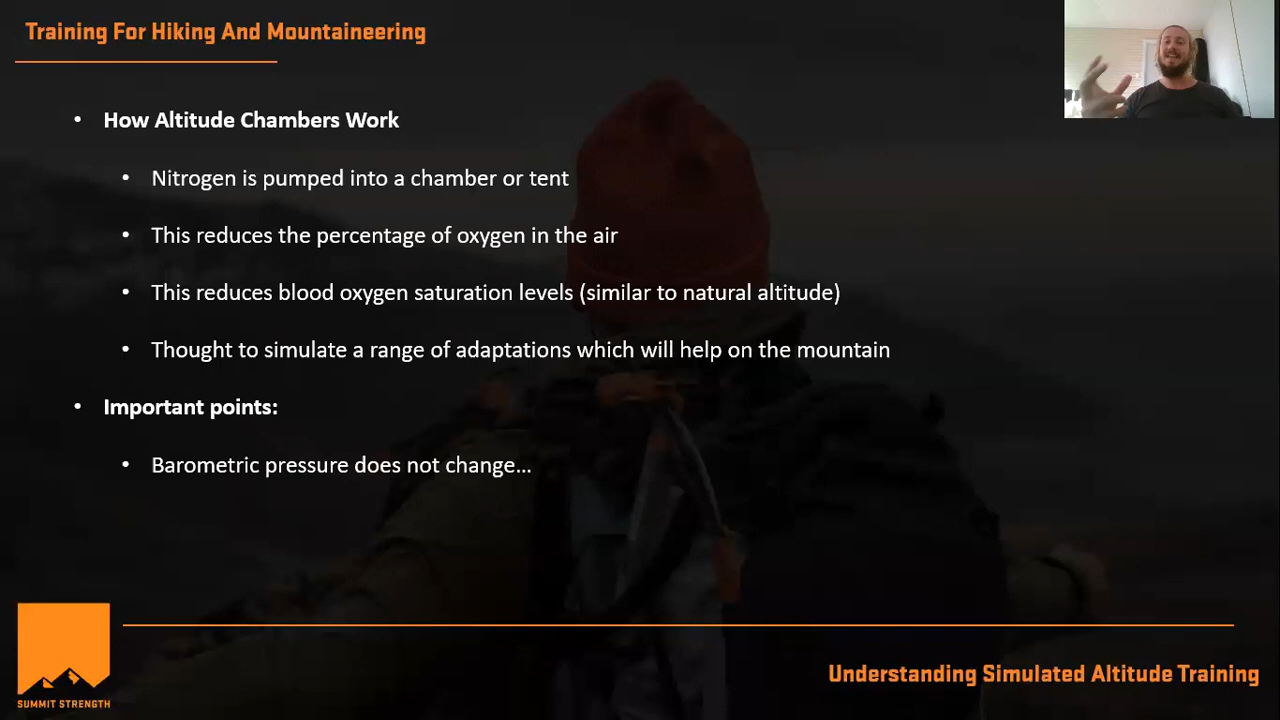 Training For Hiking And Mountaineering
• How Altitude Chambers Work
• Nitrogen is pumped into a chamber or tent
• This reduces the percentage of oxygen in the air
• This reduces blood oxygen saturation levels (similar to natural altitude)
• Thought to simulate a range of adaptations which will help on the mountain
• Important points:
• Barometric pressure does not change…
Understanding Simulated Altitude Training
SUMMIT STRENGTH